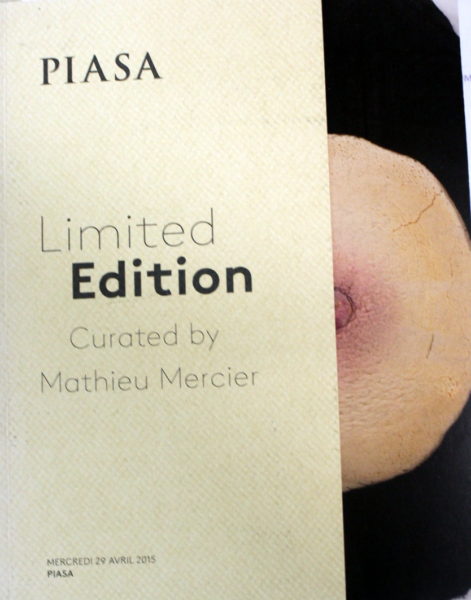 PIASA
Limited
Edition
Curated by
Mathieu Mercier
MERCREDI 29 AVRIL 2015
PIASA